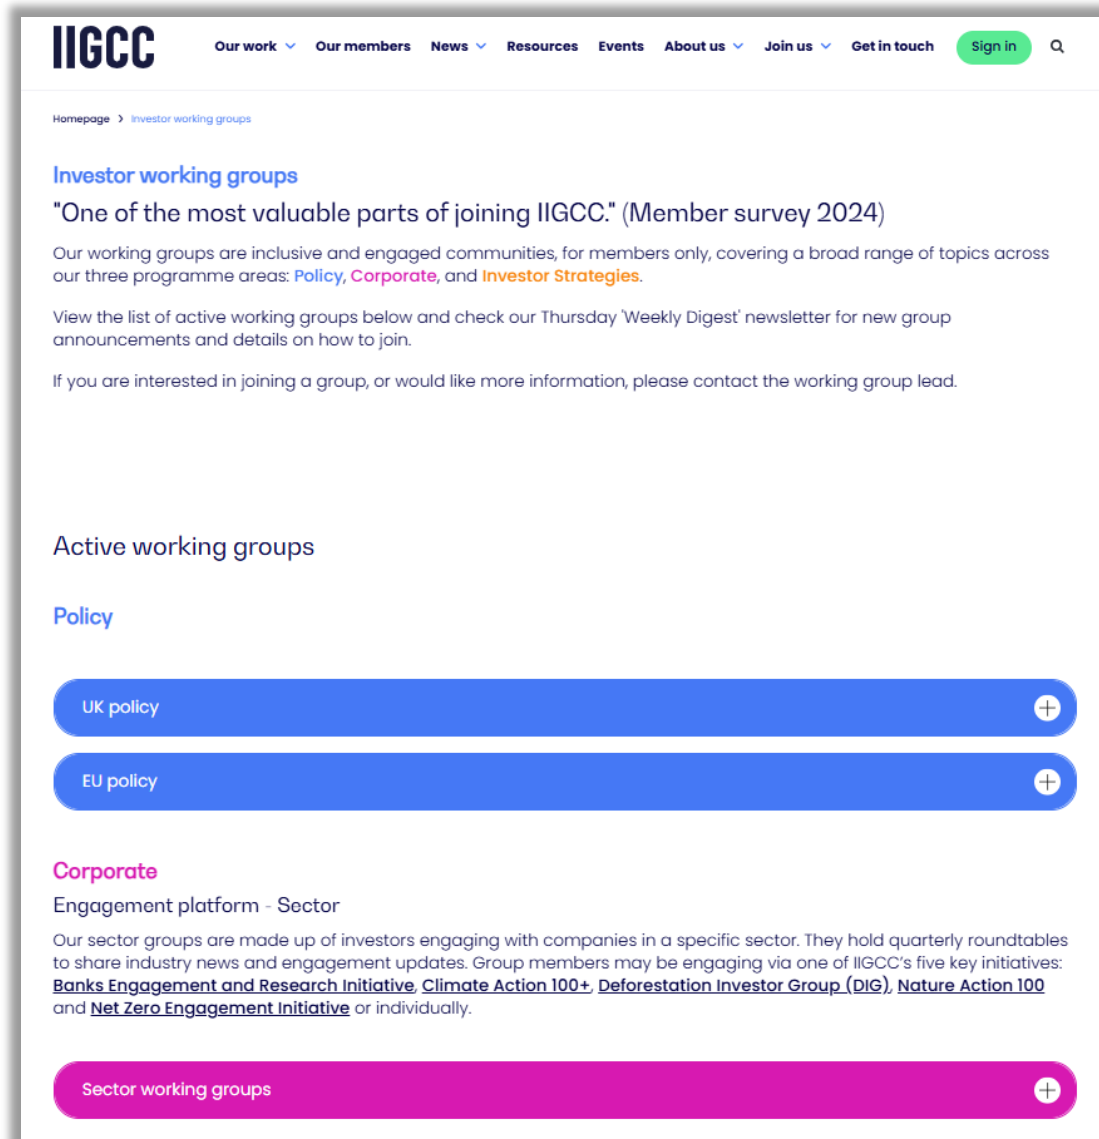 IIGCC
Our work Our members News Resources Events About us Join us Get in touch Sign in
Homepage > Investor working groups
Investor working groups
"One of the most valuable parts of joining IIGCC." (Member survey 2024)
Our working groups are inclusive and engaged communities, for members only, covering a broad range of topics across
our three programme areas: Policy, Corporate, and Investor Strategies.
View the list of active working groups below and check our Thursday 'Weekly Digest' newsletter for new group
announcements and details on how to join.
If you are interested in joining a group, or would like more information, please contact the working group lead.
Active working groups
Policy
UK policy
EU policy
Corporate
Engagement platform - Sector
Our sector groups are made up of investors engaging with companies in a specific sector. They hold quarterly roundtables
to share industry news and engagement updates. Group members may be engaging via one of IIGCC's five key initiatives:
Banks Engagement and Research Initiative, Climate Action 100+, Deforestation Investor Group (DIG), Nature Action 100
and Net Zero Engagement Initiative or individually.
Sector working groups